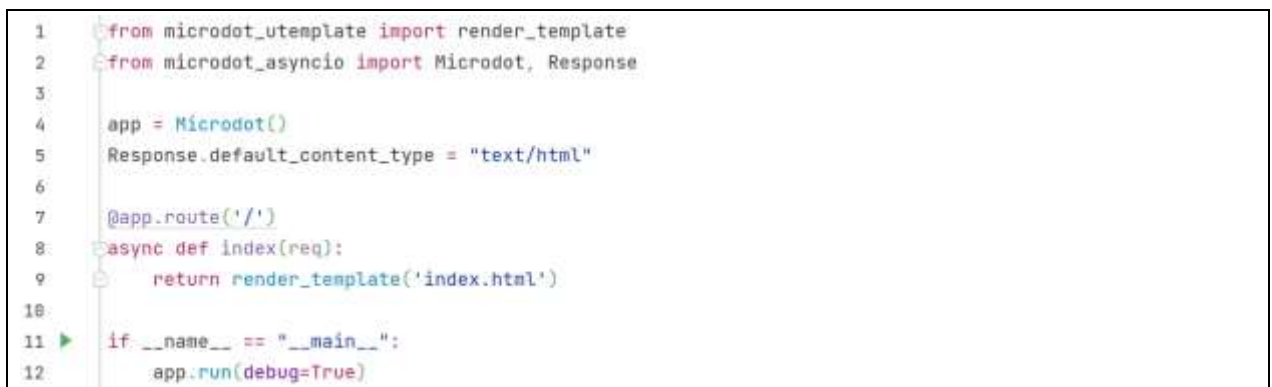 1 from microdot_utemplate import render_template
2 from microdot_asyncio import Microdot, Response
3
4 app = Microdot()
5 Response.default_content_type = "text/html"
6
7 @app.route('/')
8 async def index(req):
9     return render_template('index.html')
10
11 if __name__ == "__main__":
12     app.run(debug=True)